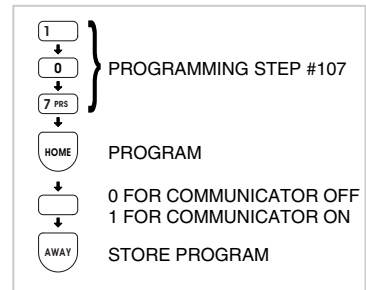 1
0 PROGRAMMING STEP #107
7 PRS
HOME PROGRAM
0 FOR COMMUNICATOR OFF
1 FOR COMMUNICATOR ON
AWAY STORE PROGRAM